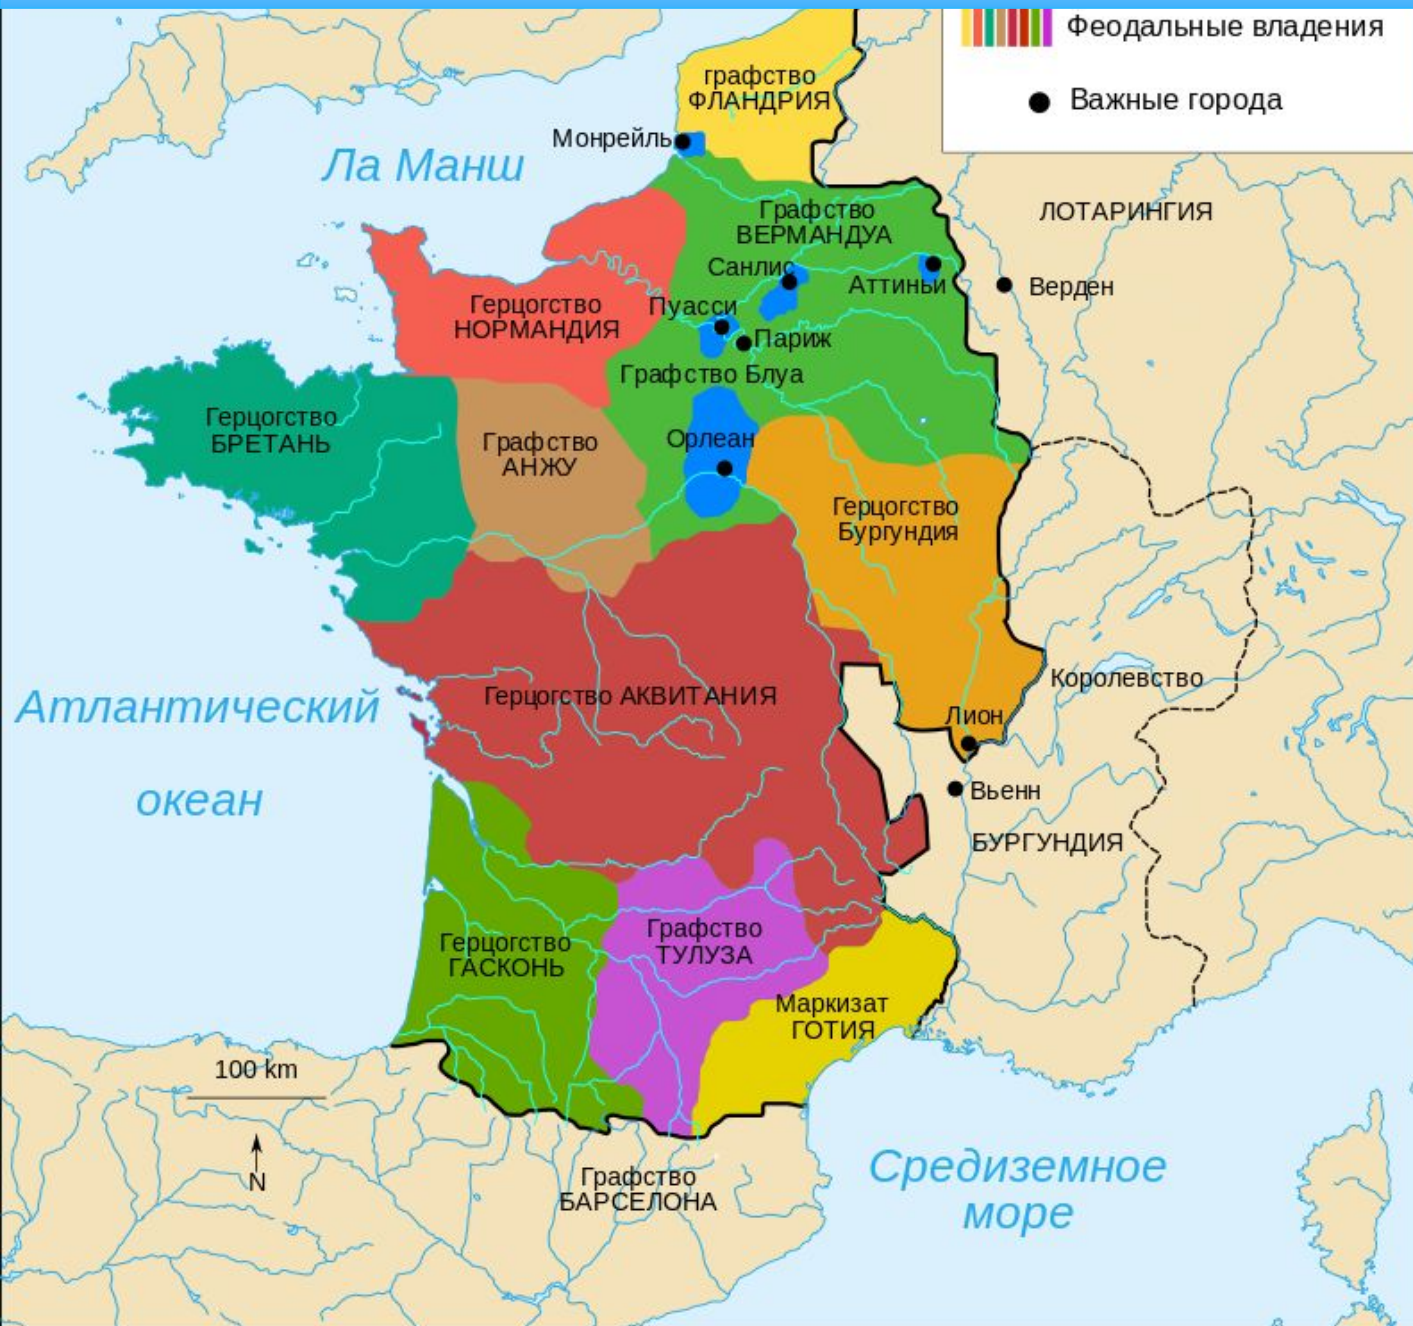 Феодальные владения
Важные города
графство
ФЛАНДРИЯ
Монрейль
Ла Манш
Графство
ВЕРМАНДУА
ЛОТАРИНГИЯ
Санлис
Аттиньи
Верден
Герцогство
НОРМАНДИЯ
Пуасси
Париж
Графство Блуа
Герцогство
БРЕТАНЬ
Графство
АНЖУ
Орлеан
Герцогство
Бургундия
Королевство
Атлантический
океан
Герцогство АКВИТАНИЯ
Лион
Вьенн
БУРГУНДИЯ
Герцогство
ГАСКОНЬ
Графство
ТУЛУЗА
Маркизат
ГОТИЯ
100 km
N
Графство
БАРСЕЛОНА
Средиземное
море